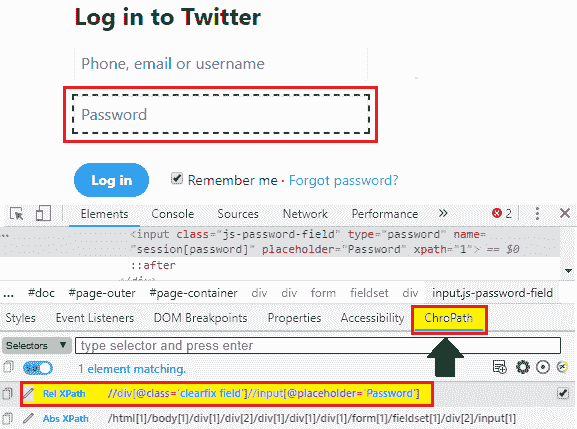 Log in to Twitter
Phone, email or username
Password
Log in
Remember me · Forgot password?
Elements Console Sources Network Performance » 2
<input class="js-password-field" type="password" name=
"session[password]" placeholder="Password" xpath="1"> == $0
::after
</div>
... #doc #page-outer #page-container div div form fieldset div input.js-password-field
Styles Event Listeners DOM Breakpoints Properties Accessibility ChroPath
Selectors ▼ type selector and press enter
1 element matching.
Rel XPath //div[@class='clearfix field']//input[@placeholder='Password']
Abs XPath /html[1]/body[1]/div[1]/div[2]/div[1]/div[1]/div[1]/form[1]/fieldset[1]/div[2]/input[1]